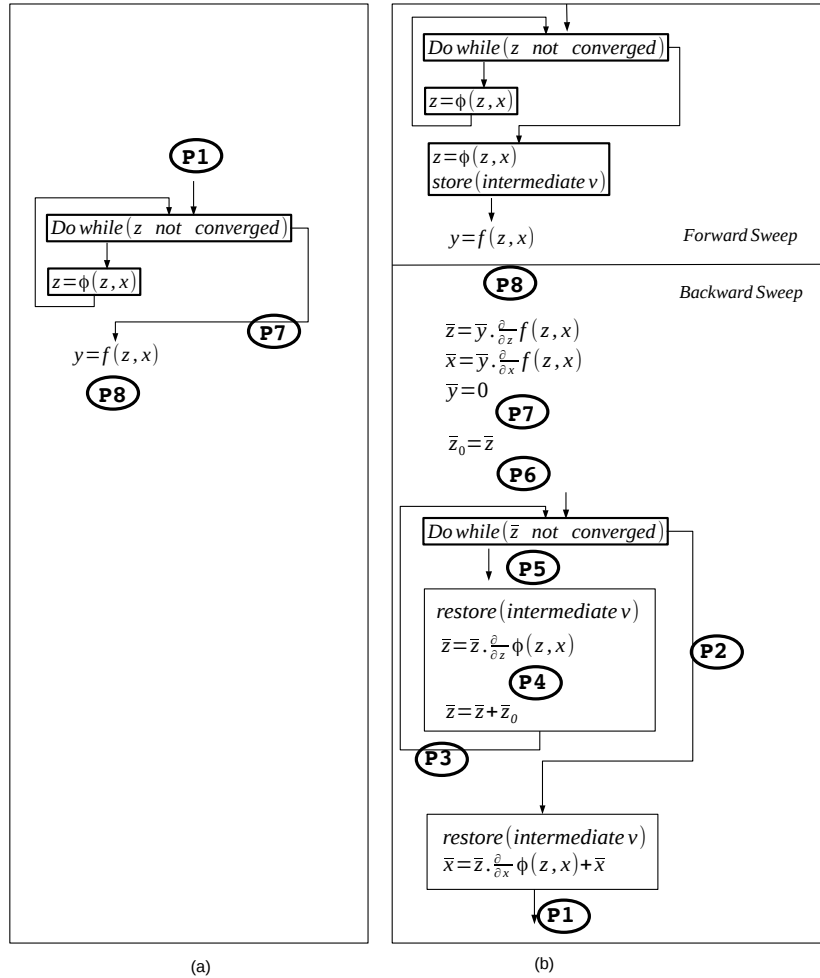 P1
Do while(z not converged)
z=ϕ(z,x)
P7
y=f(z,x)
P8
(a)
Do while(z not converged)
z=ϕ(z,x)
z=ϕ(z,x)
store(intermediate v)
y=f(z,x)
Forward Sweep
P8
Backward Sweep
z̅=y̅.∂/∂z f(z,x)
x̅=y̅.∂/∂x f(z,x)
y̅=0
P7
z̅₀=z̅
P6
Do while(z̅ not converged)
P5
restore(intermediate v)
z̅=z̅.∂/∂z ϕ(z,x)
P2
P4
z̅=z̅+z̅₀
P3
restore(intermediate v)
x̅=z̅.∂/∂x ϕ(z,x)+x̅
P1
(b)